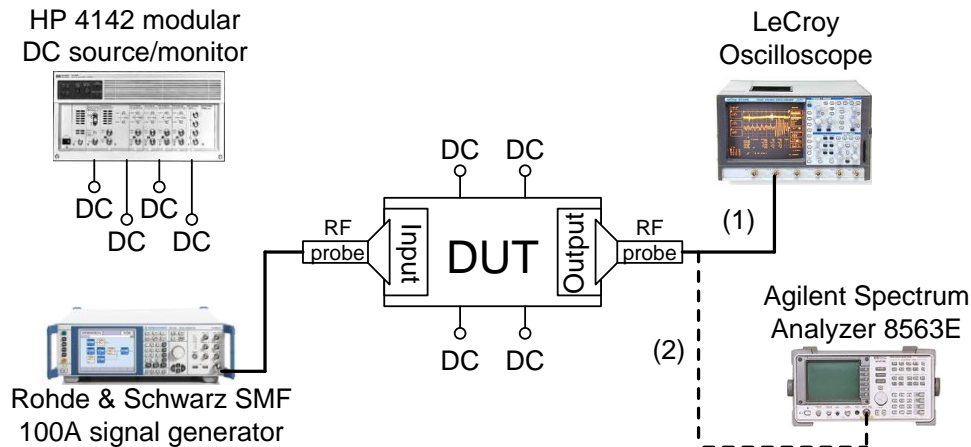 HP 4142 modular
DC source/monitor
DC
DC
DC
DC
LeCroy
Oscilloscope
DC
DC
RF
probe
Input
DUT
Output
RF
probe
(1)
DC
DC
(2)
Rohde & Schwarz SMF
100A signal generator
Agilent Spectrum
Analyzer 8563E